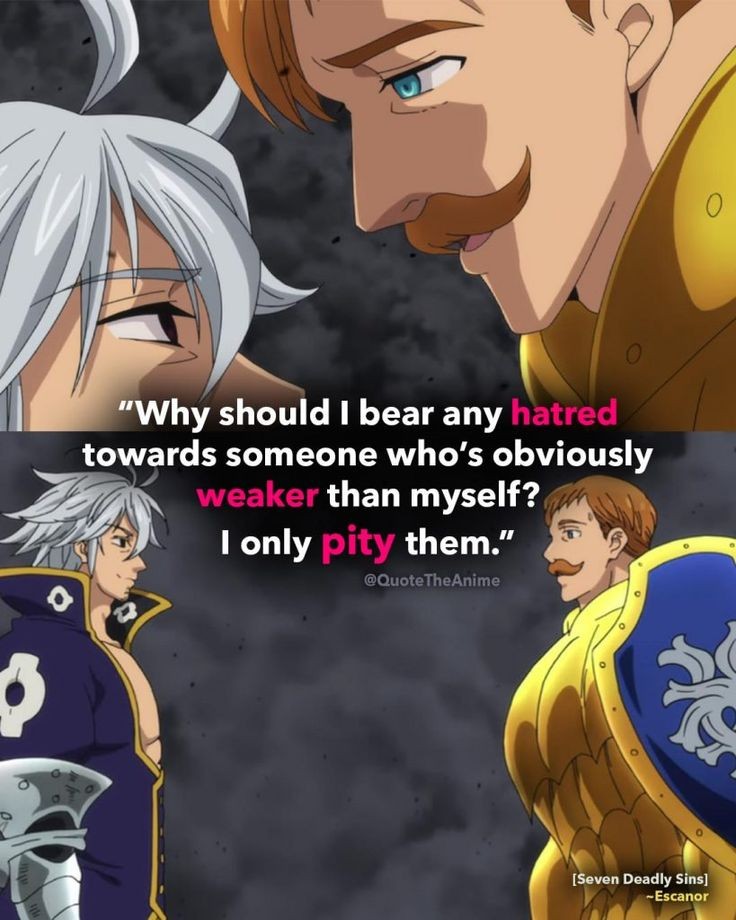 "Why should I bear any hatred
towards someone who's obviously
weaker than myself?
I only pity them."
@QuoteTheAnime
[Seven Deadly Sins]
~Escanor